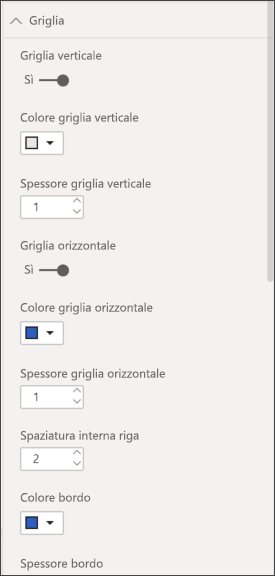 Griglia
Griglia verticale
Sì
Colore griglia verticale
Spessore griglia verticale
1
Griglia orizzontale
Sì
Colore griglia orizzontale
Spessore griglia orizzontale
1
Spaziatura interna riga
2
Colore bordo
Spessore bordo